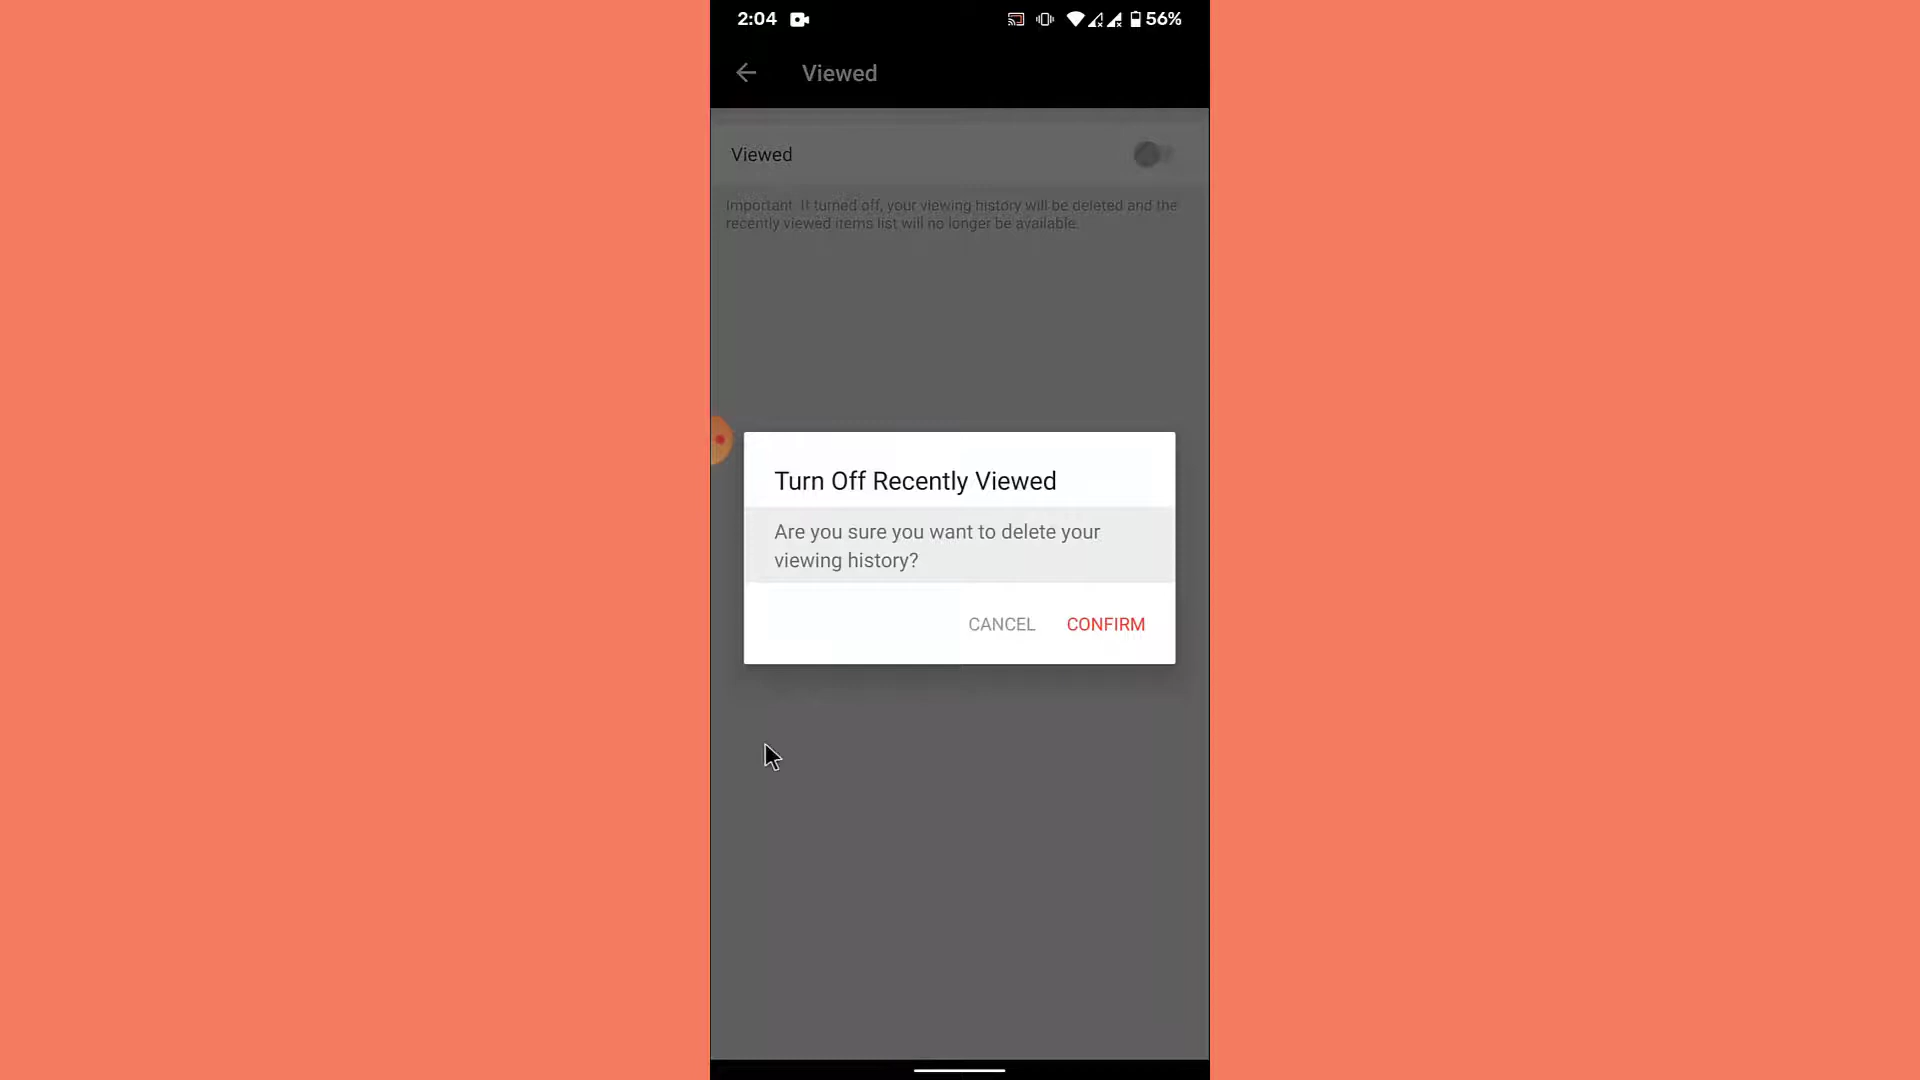 2:04
56%
Viewed
Viewed
Important: If turned off, your viewing history will be deleted and the
recently viewed items list will no longer be available.
Turn Off Recently Viewed
Are you sure you want to delete your
viewing history?
CANCEL CONFIRM